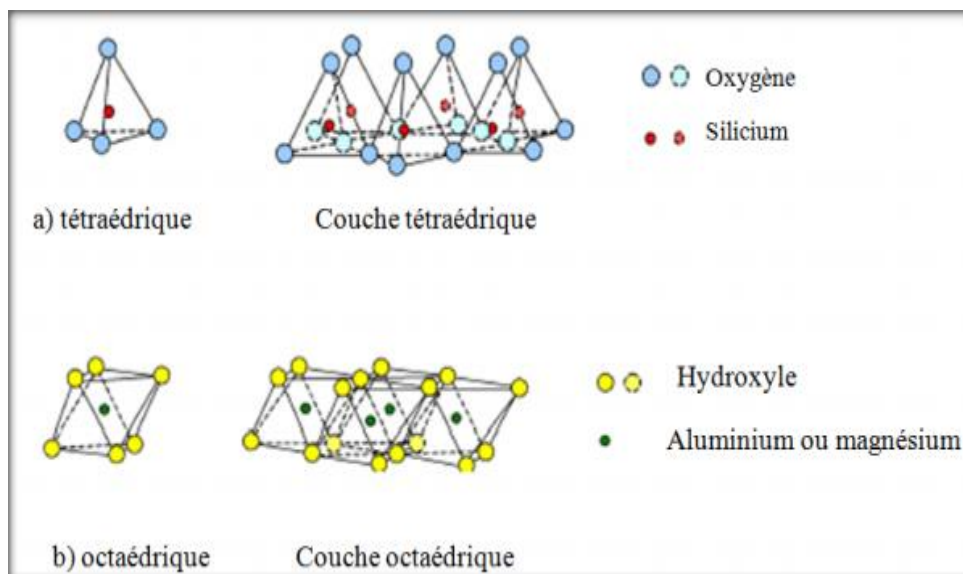 Oxygène
Silicium
a) tétraédrique
Couche tétraédrique
Hydroxyle
Aluminium ou magnésium
b) octaédrique
Couche octaédrique